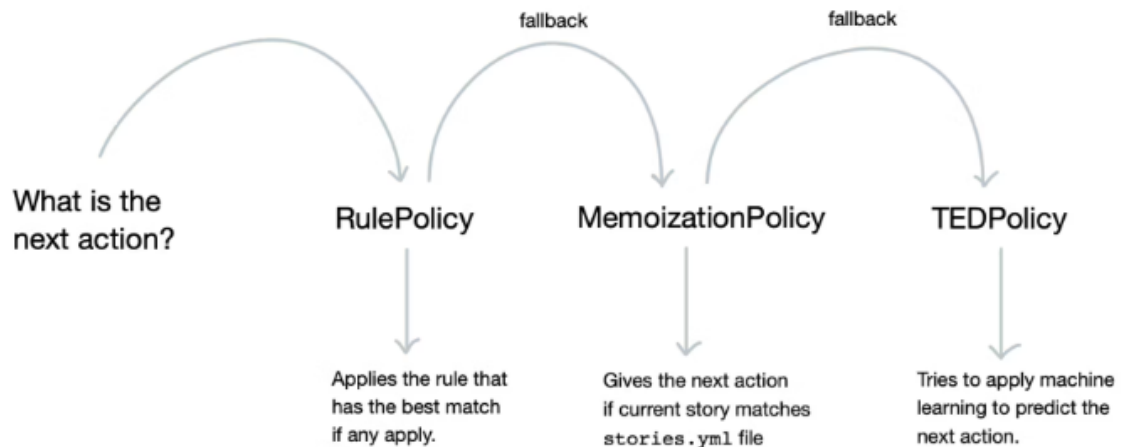 fallback
fallback
What is the
next action?
RulePolicy
MemoizationPolicy
TEDPolicy
Applies the rule that
has the best match
if any apply.
Gives the next action
if current story matches
stories.yml file
Tries to apply machine
learning to predict the
next action.